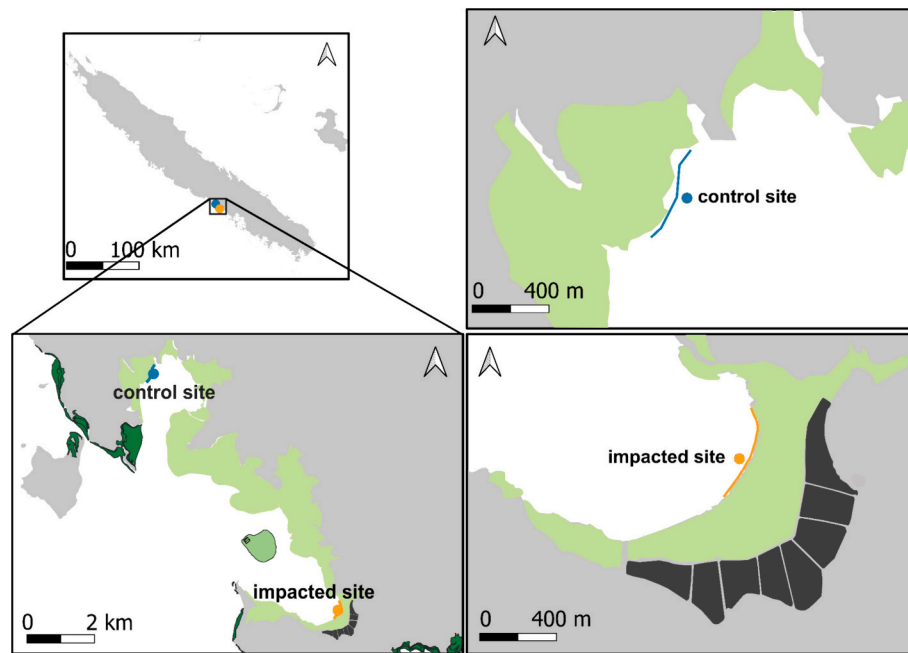 0 100 km
control site
0 400 m
control site
impacted site
0 2 km
impacted site
0 400 m